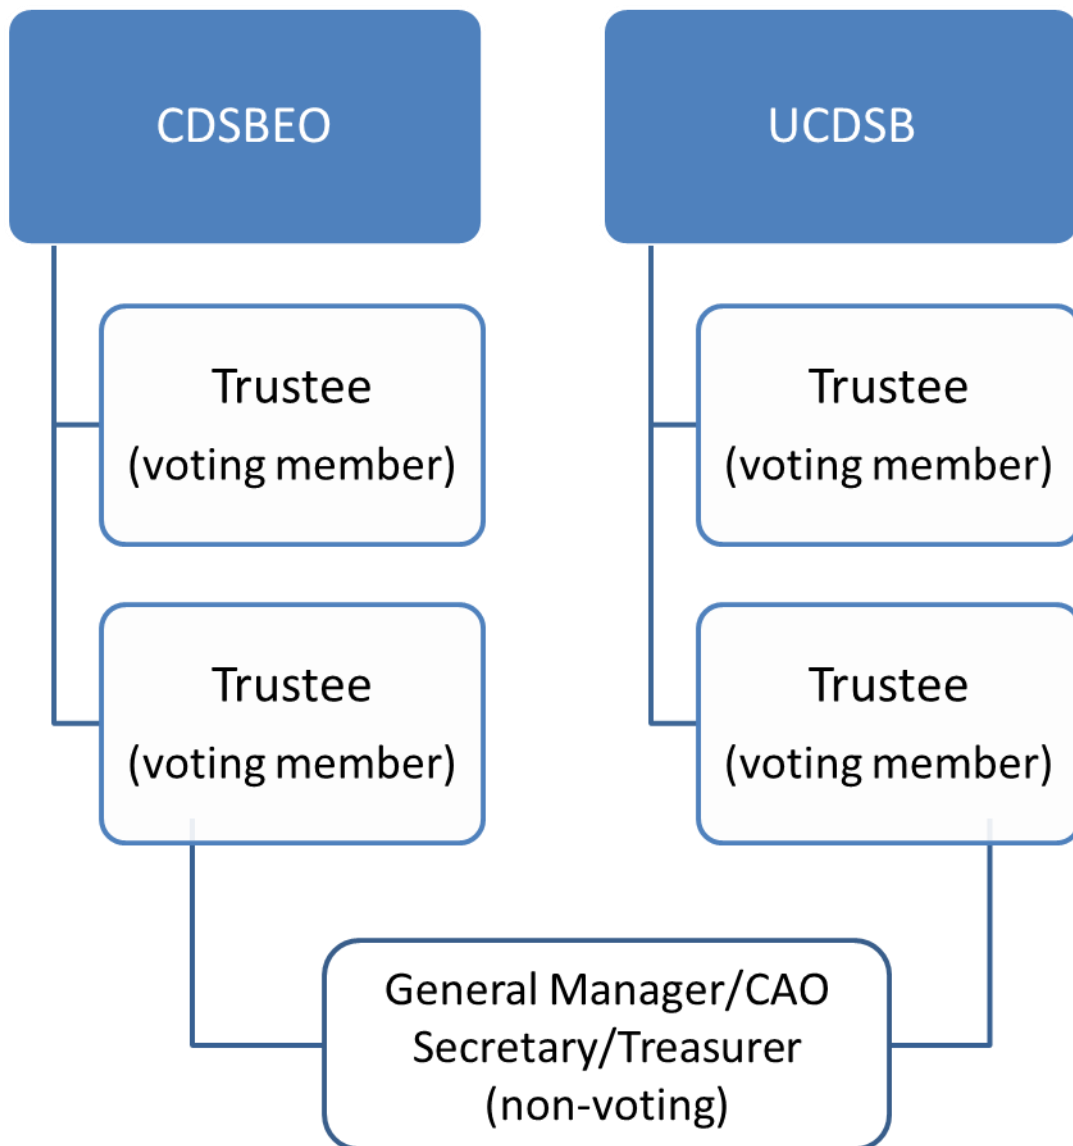 CDSBEO
UCDSB
Trustee
(voting member)
Trustee
(voting member)
Trustee
(voting member)
Trustee
(voting member)
General Manager/CAO
Secretary/Treasurer
(non-voting)